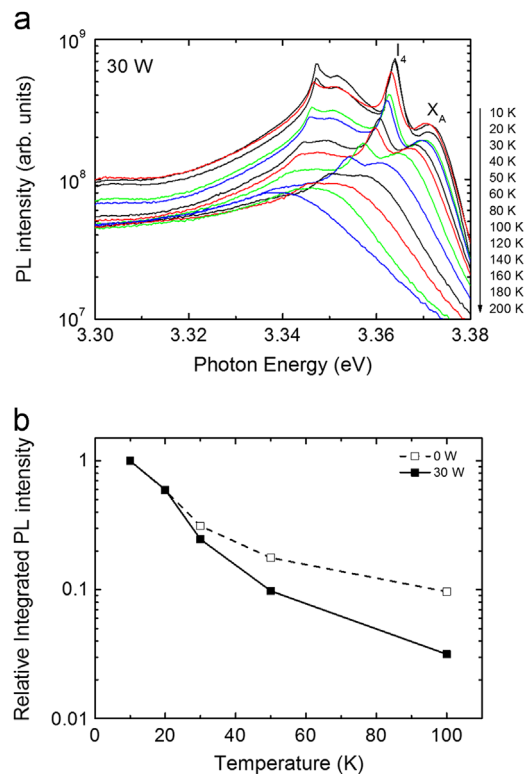 a
30 W
I4
XA
10 K
20 K
30 K
40 K
50 K
60 K
80 K
100 K
120 K
140 K
160 K
180 K
200 K
10^9
10^8
10^7
PL intensity (arb. units)
3.30 3.32 3.34 3.36 3.38
Photon Energy (eV)
b
0 W
30 W
1
0.1
0.01
Relative Integrated PL intensity
0 20 40 60 80 100
Temperature (K)